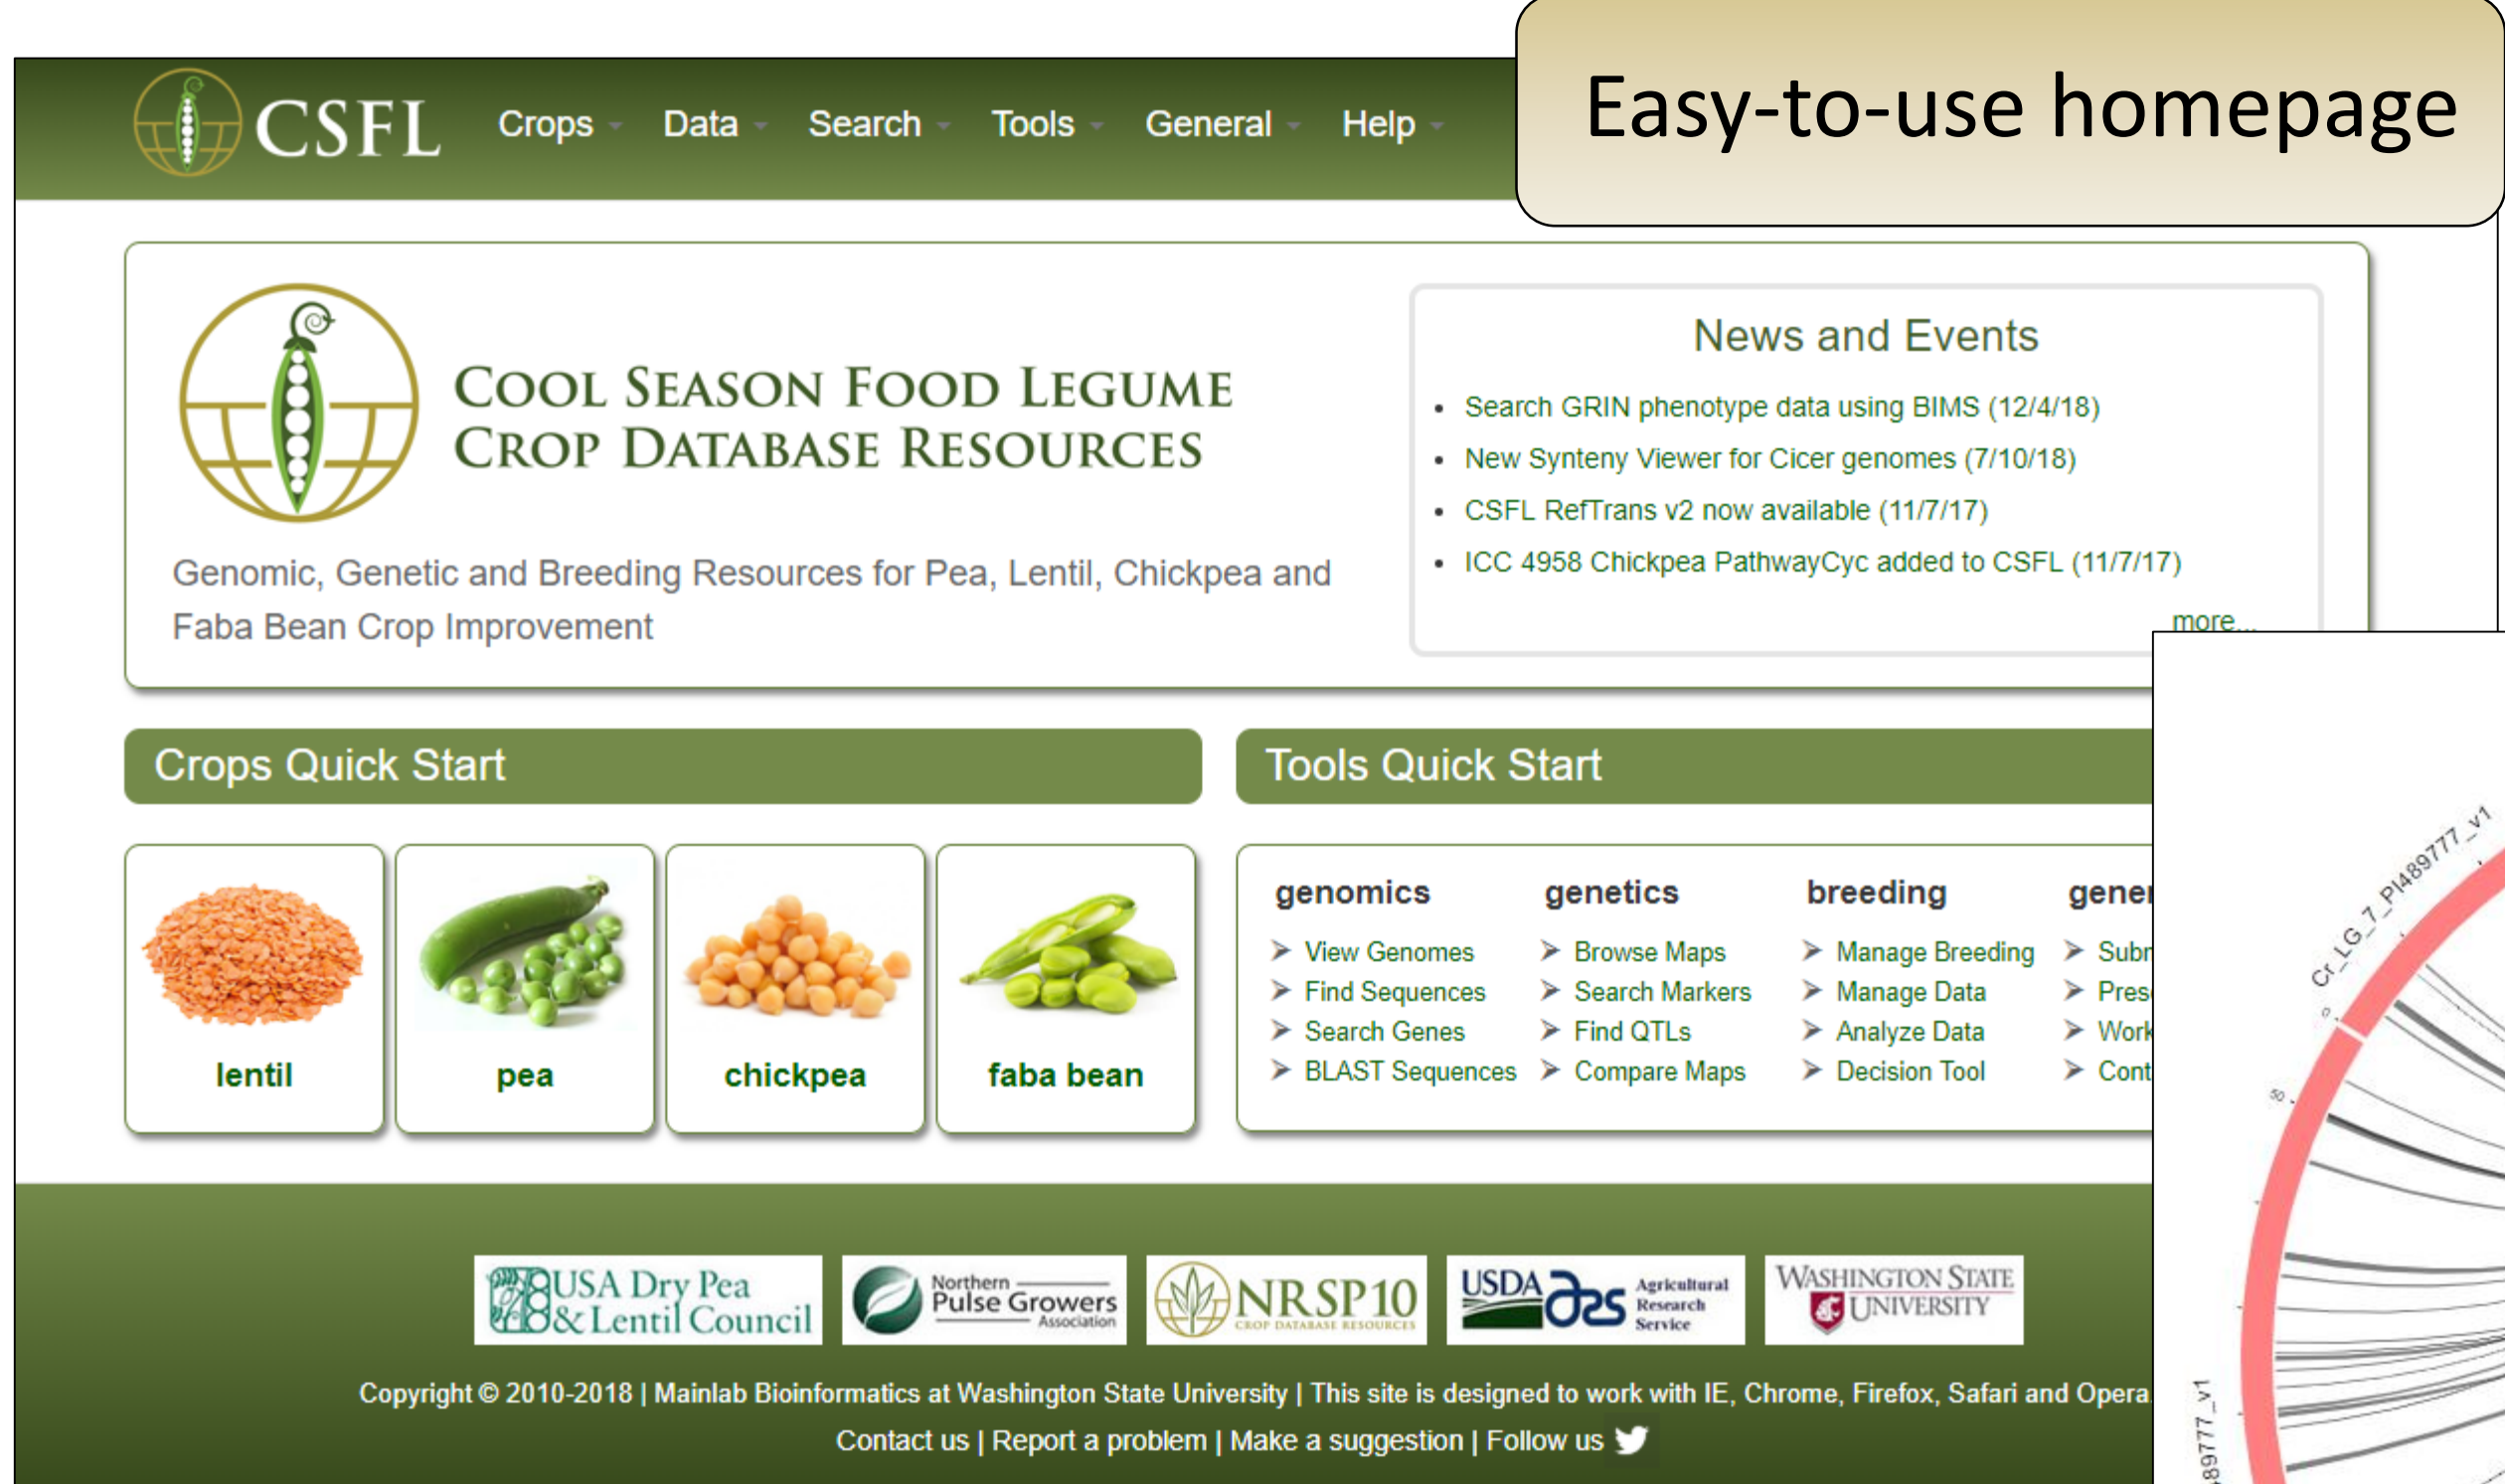 Easy-to-use homepage
CSFL Crops Data Search Tools General Help
COOL SEASON FOOD LEGUME
CROP DATABASE RESOURCES
Genomic, Genetic and Breeding Resources for Pea, Lentil, Chickpea and
Faba Bean Crop Improvement
News and Events
• Search GRIN phenotype data using BIMS (12/4/18)
• New Synteny Viewer for Cicer genomes (7/10/18)
• CSFL RefTrans v2 now available (11/7/17)
• ICC 4958 Chickpea PathwayCyc added to CSFL (11/7/17)
more...
Crops Quick Start
lentil
pea
chickpea
faba bean
Tools Quick Start
genomics
➢ View Genomes
➢ Find Sequences
➢ Search Genes
➢ BLAST Sequences
genetics
➢ Browse Maps
➢ Search Markers
➢ Find QTLs
➢ Compare Maps
breeding
➢ Manage Breeding
➢ Manage Data
➢ Analyze Data
➢ Decision Tool
Cr_LG_7_PI489777_v1
0
50
89777_v1
USA Dry Pea
& Lentil Council
Northern
Pulse Growers
Association
NRSP10
CROP DATABASE RESOURCES
USDA ars
Agricultural
Research
Service
WASHINGTON STATE
UNIVERSITY
Copyright © 2010-2018 | Mainlab Bioinformatics at Washington State University | This site is designed to work with IE, Chrome, Firefox, Safari and Opera
Contact us | Report a problem | Make a suggestion | Follow us